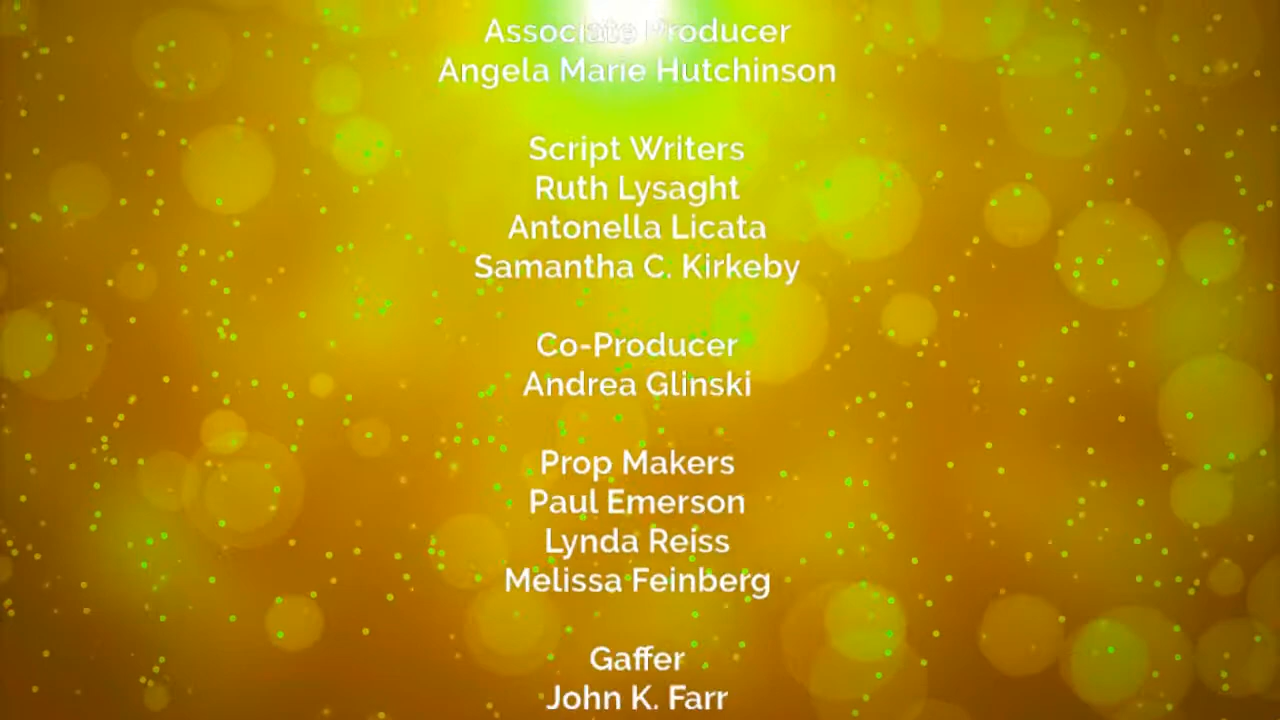 Associate Producer
Angela Marie Hutchinson
Script Writers
Ruth Lysaght
Antonella Licata
Samantha C. Kirkeby
Co-Producer
Andrea Glinski
Prop Makers
Paul Emerson
Lynda Reiss
Melissa Feinberg
Gaffer
John K. Farr